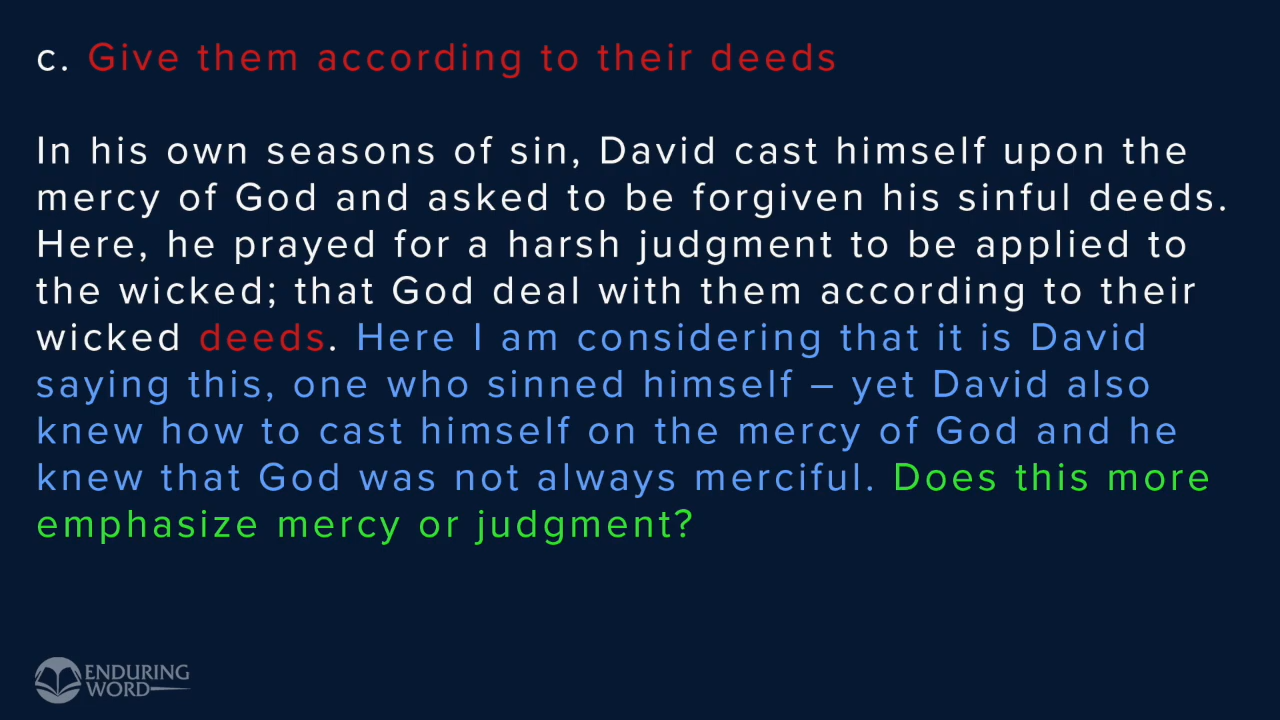 c. Give them according to their deeds
In his own seasons of sin, David cast himself upon the
mercy of God and asked to be forgiven his sinful deeds.
Here, he prayed for a harsh judgment to be applied to
the wicked; that God deal with them according to their
wicked deeds. Here I am considering that it is David
saying this, one who sinned himself – yet David also
knew how to cast himself on the mercy of God and he
knew that God was not always merciful. Does this more
emphasize mercy or judgment?
ENDURING
WORD